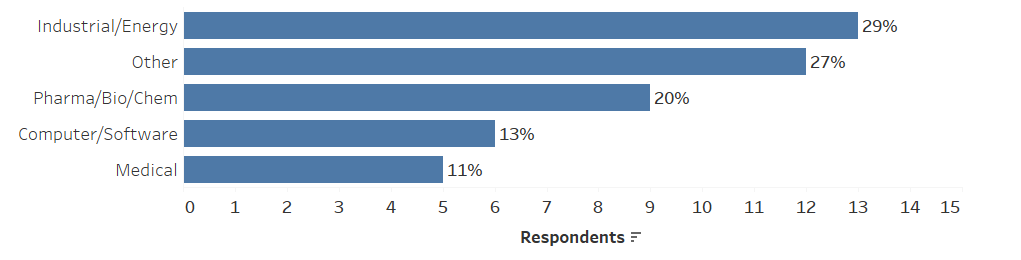 Industrial/Energy 29%
Other 27%
Pharma/Bio/Chem 20%
Computer/Software 13%
Medical 11%
0 1 2 3 4 5 6 7 8 9 10 11 12 13 14 15
Respondents